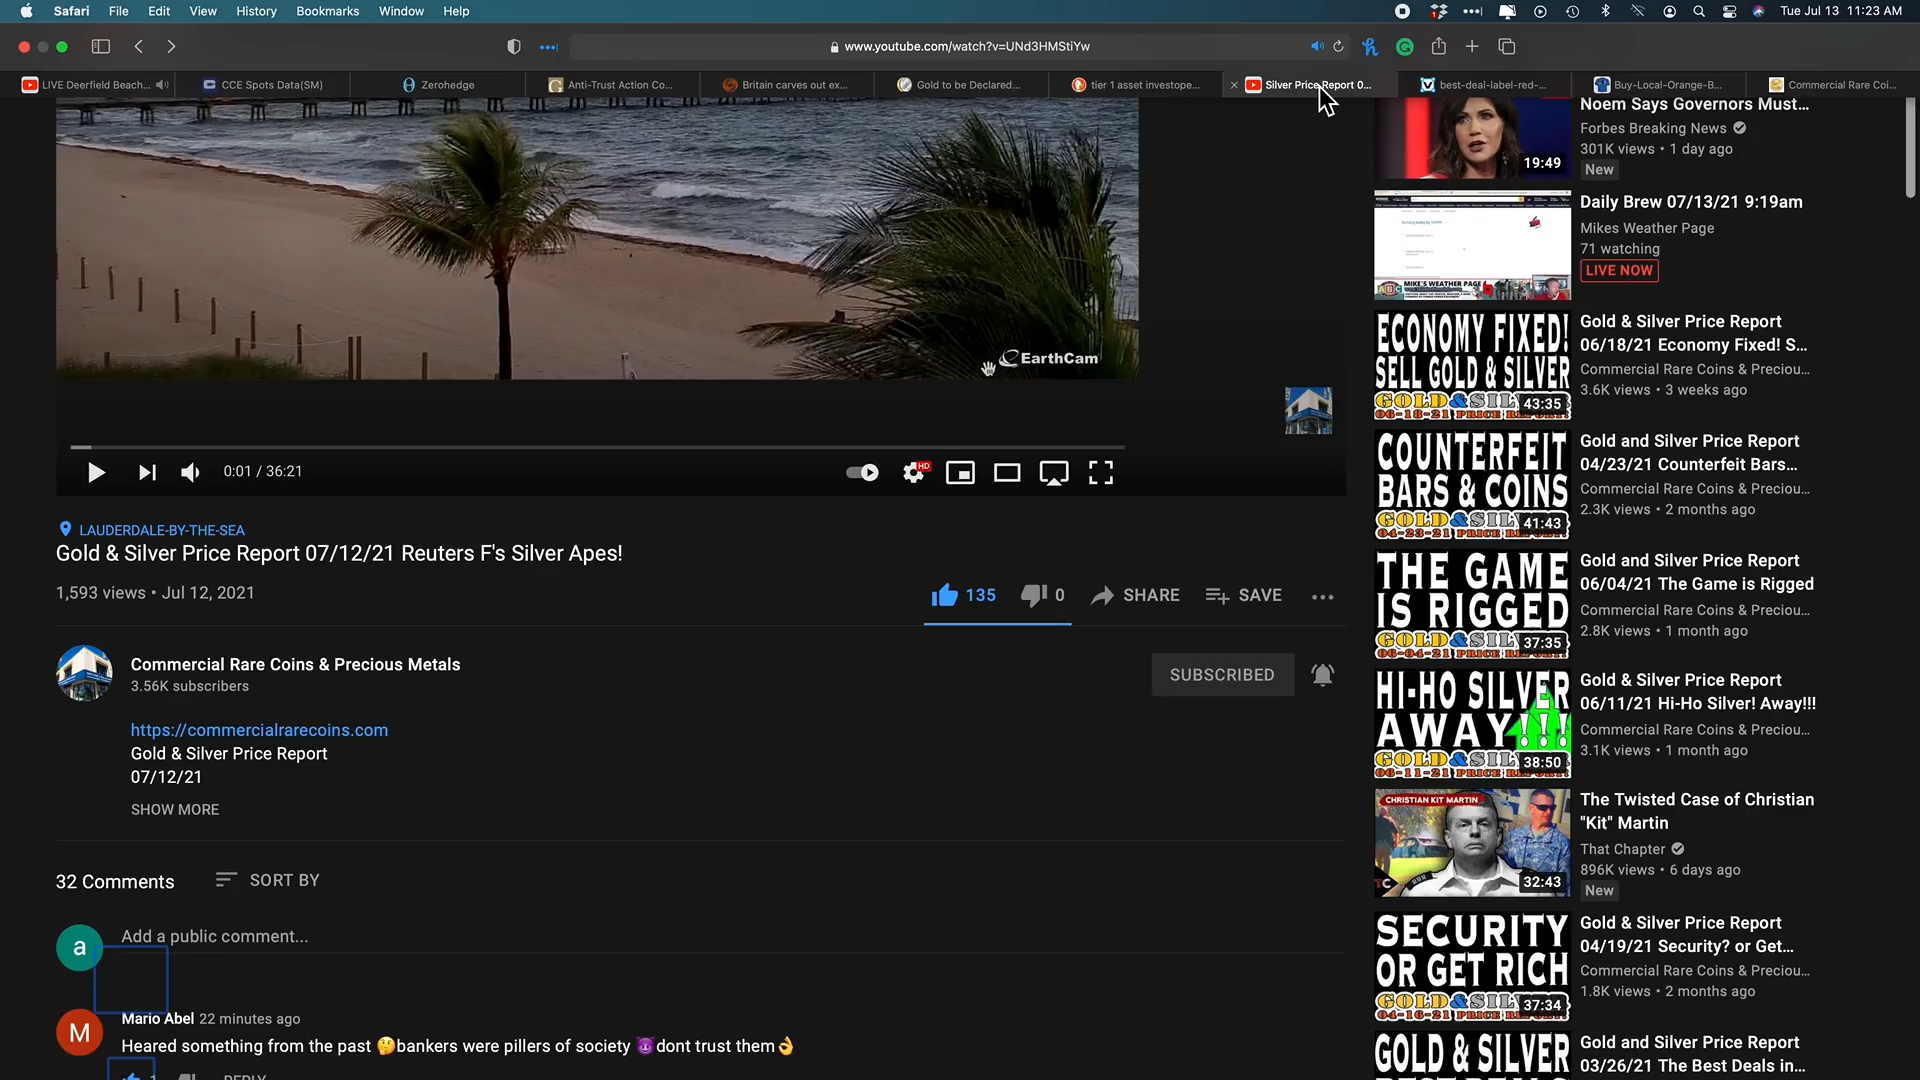 Safari File Edit View History Bookmarks Window Help
Tue Jul 13 11:23 AM
www.youtube.com/watch?v=UNd3HMStiYw
LIVE Deerfield Beach...
CCE Spots Data(SM)
Zerohedge
Anti-Trust Action Co...
Britain carves out ex...
Gold to be Declared...
tier 1 asset investope...
Silver Price Report 0...
best-deal-label-red-...
Buy-Local-Orange-B...
Commercial Rare Coi...
EarthCam
0:01 / 36:21
HD
LAUDERDALE-BY-THE-SEA
Gold & Silver Price Report 07/12/21 Reuters F's Silver Apes!
1,593 views • Jul 12, 2021
135
0
SHARE
SAVE
Commercial Rare Coins & Precious Metals
3.56K subscribers
SUBSCRIBED
https://commercialrarecoins.com
Gold & Silver Price Report
07/12/21
SHOW MORE
32 Comments
SORT BY
a
Add a public comment...
M
Mario Abel 22 minutes ago
Heared something from the past 🤔bankers were pillers of society 😈dont trust them👌
1
REPLY
19:49
Noem Says Governors Must...
Forbes Breaking News
301K views • 1 day ago
New
MIKE'S WEATHER PAGE
Daily Brew 07/13/21 9:19am
Mikes Weather Page
71 watching
LIVE NOW
ECONOMY FIXED!
SELL GOLD & SILVER
43:35
Gold & Silver Price Report
06/18/21 Economy Fixed! S...
Commercial Rare Coins & Preciou...
3.6K views • 3 weeks ago
COUNTERFEIT
BARS & COINS
41:43
Gold and Silver Price Report
04/23/21 Counterfeit Bars...
Commercial Rare Coins & Preciou...
2.3K views • 2 months ago
THE GAME
IS RIGGED
37:35
Gold and Silver Price Report
06/04/21 The Game is Rigged
Commercial Rare Coins & Preciou...
2.8K views • 1 month ago
HI-HO SILVER
AWAY!!!
38:50
Gold & Silver Price Report
06/11/21 Hi-Ho Silver! Away!!!
Commercial Rare Coins & Preciou...
3.1K views • 1 month ago
CHRISTIAN KIT MARTIN
32:43
The Twisted Case of Christian
"Kit" Martin
That Chapter
896K views • 6 days ago
New
SECURITY
OR GET RICH
37:34
Gold & Silver Price Report
04/19/21 Security? or Get...
Commercial Rare Coins & Preciou...
1.8K views • 2 months ago
GOLD & SILVER
Gold and Silver Price Report
03/26/21 The Best Deals in...